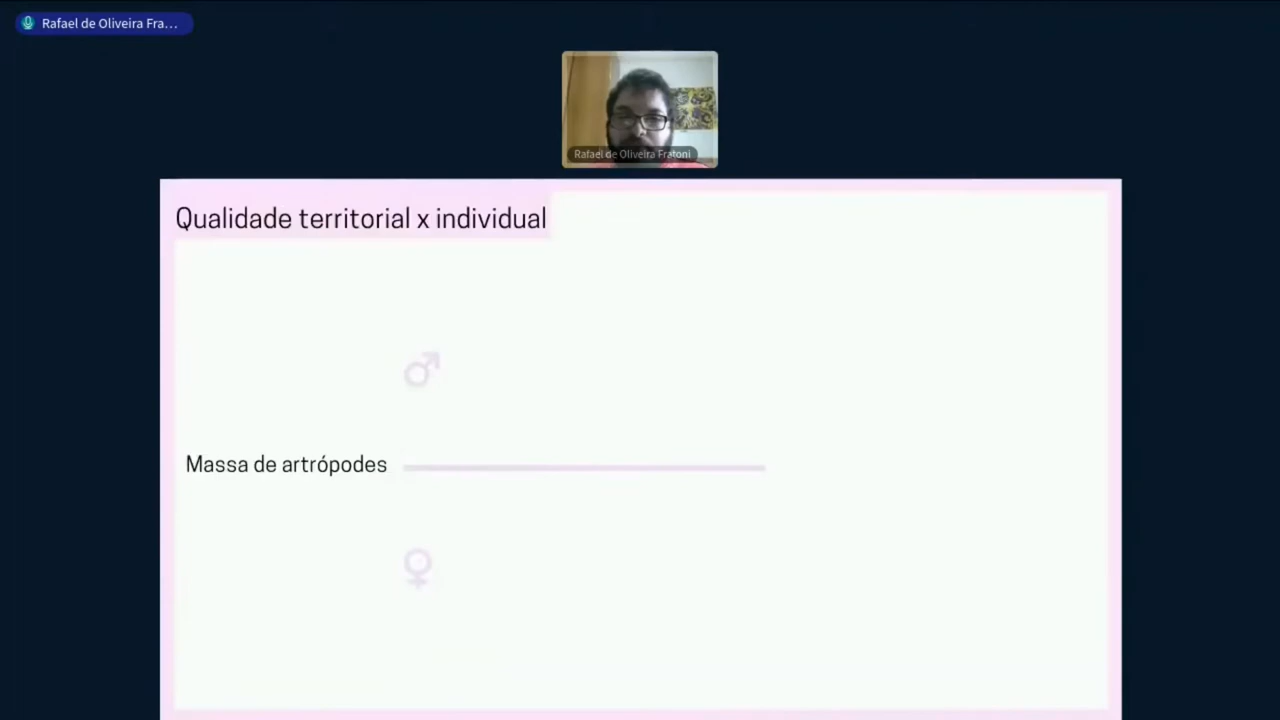 Rafael de Oliveira Fra...
Rafael de Oliveira Fratoni
Qualidade territorial x individual
♂
Massa de artrópodes
♀